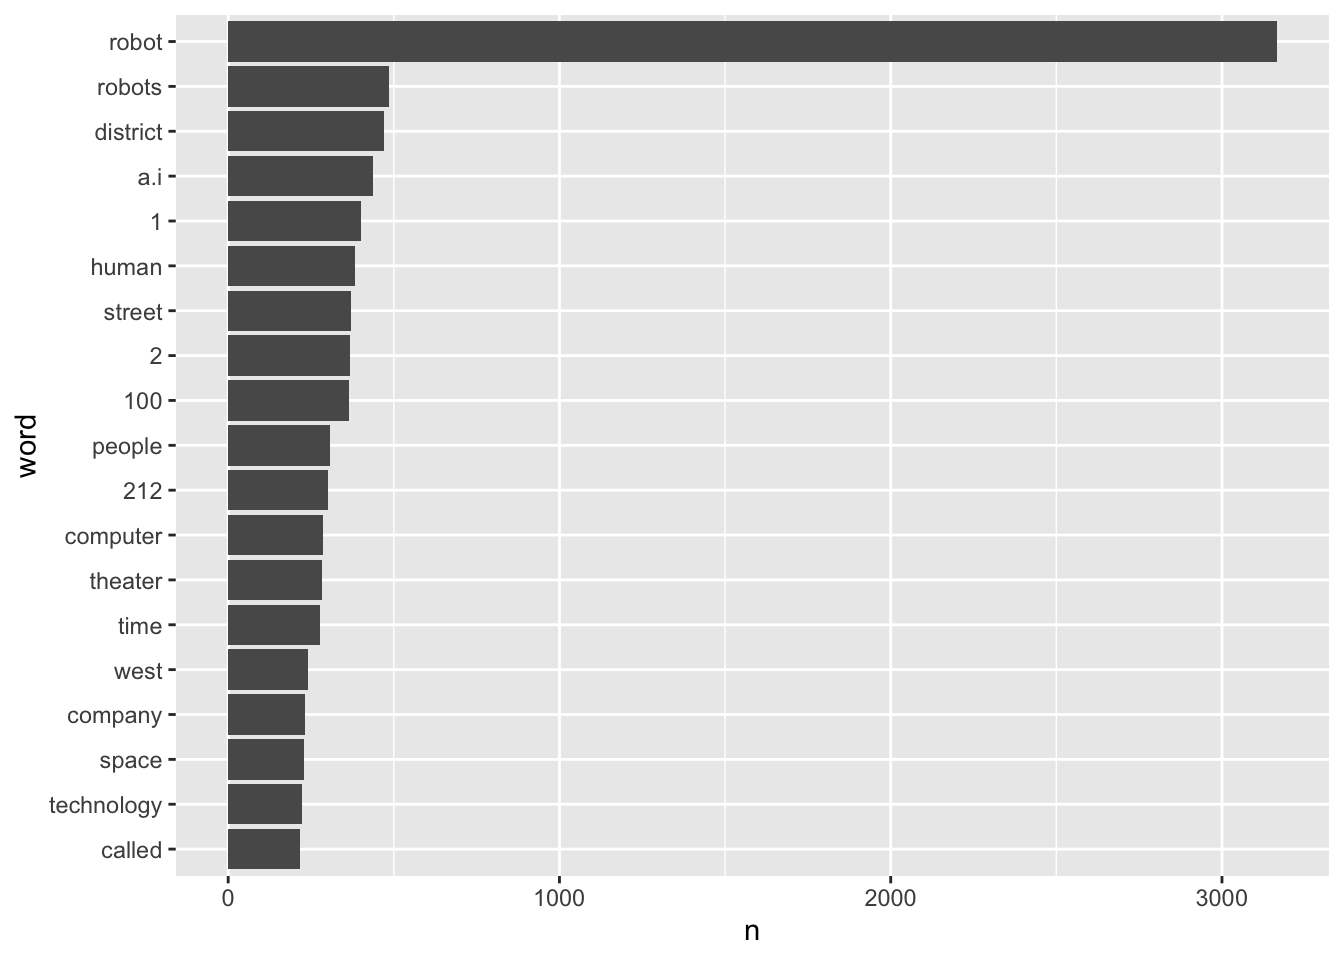 robot
robots
district
a.i
1
human
street
2
100
people
212
computer
theater
time
west
company
space
technology
called
word
0 1000 2000 3000
n